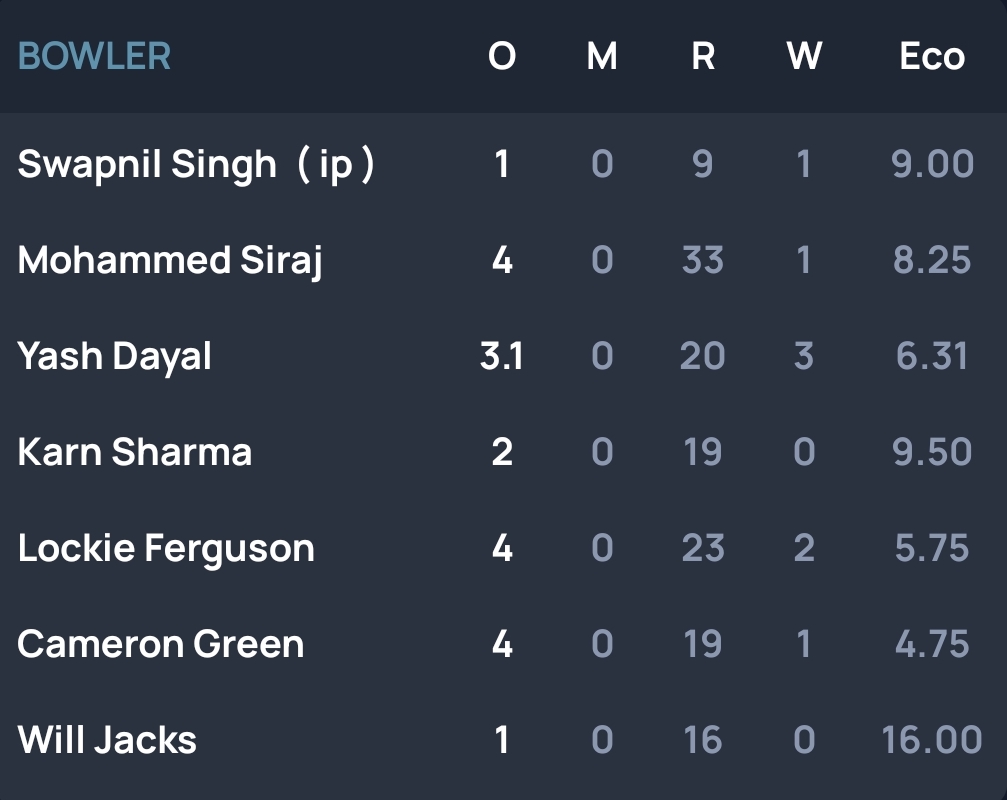 BOWLER O M R W Eco
Swapnil Singh ( ip ) 1 0 9 1 9.00
Mohammed Siraj 4 0 33 1 8.25
Yash Dayal 3.1 0 20 3 6.31
Karn Sharma 2 0 19 0 9.50
Lockie Ferguson 4 0 23 2 5.75
Cameron Green 4 0 19 1 4.75
Will Jacks 1 0 16 0 16.00